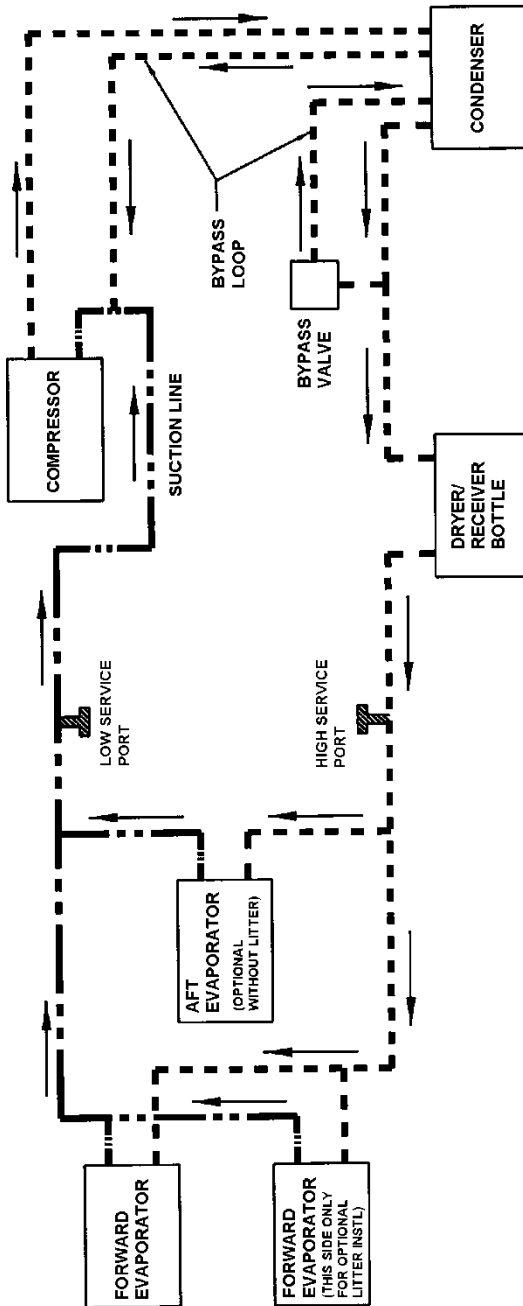 FORWARD
EVAPORATOR
FORWARD
EVAPORATOR
(THIS SIDE ONLY
FOR OPTIONAL
LITTER INSTL)
AFT
EVAPORATOR
(OPTIONAL
WITHOUT LITTER)
LOW SERVICE
PORT
HIGH SERVICE
PORT
SUCTION LINE
COMPRESSOR
BYPASS
LOOP
BYPASS
VALVE
DRYER/
RECEIVER
BOTTLE
CONDENSER